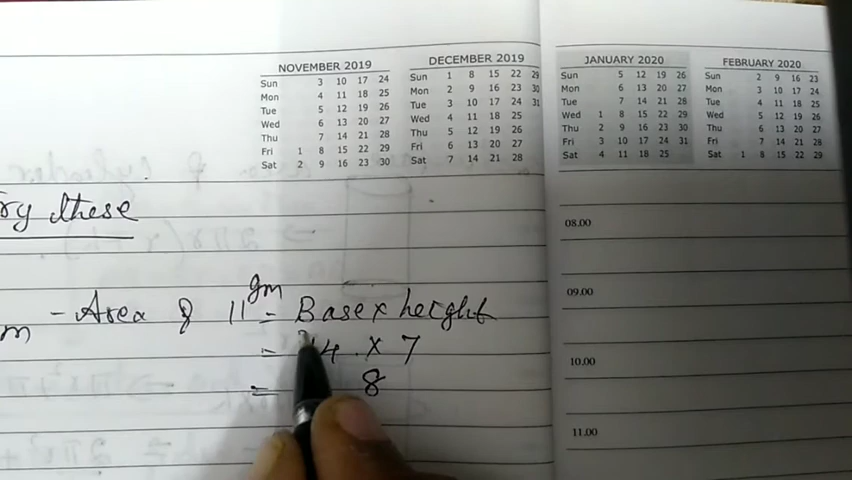 NOVEMBER 2019
Sun 3 10 17 24
Mon 4 11 18 25
Tue 5 12 19 26
Wed 6 13 20 27
Thu 7 14 21 28
Fri 1 8 15 22 29
Sat 2 9 16 23 30
DECEMBER 2019
Sun 1 8 15 22 29
Mon 2 9 16 23 30
Tue 3 10 17 24 31
Wed 4 11 18 25
Thu 5 12 19 26
Fri 6 13 20 27
Sat 7 14 21 28
JANUARY 2020
Sun 5 12 19 26
Mon 6 13 20 27
Tue 7 14 21 28
Wed 1 8 15 22 29
Thu 2 9 16 23 30
Fri 3 10 17 24 31
Sat 4 11 18 25
FEBRUARY 2020
Sun 2 9 16 23
Mon 3 10 17 24
Tue 4 11 18 25
Wed 5 12 19 26
Thu 6 13 20 27
Fri 7 14 21 28
Sat 1 8 15 22 29
ry these
m - Area of ||gm = Base x height
= 4 x 7
= 8
08.00
09.00
10.00
11.00